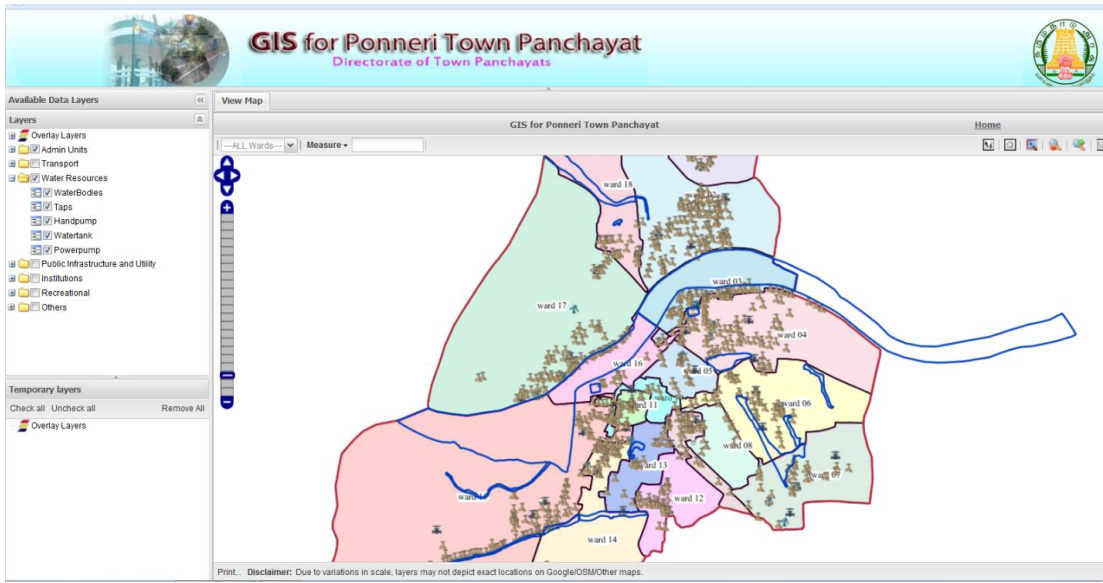 GIS for Ponneri Town Panchayat
Directorate of Town Panchayats
Available Data Layers
View Map
Layers
GIS for Ponneri Town Panchayat
Home
Overlay Layers
Admin Units
Transport
Water Resources
WaterBodies
Taps
Handpump
Watertank
Powerpump
Public Infrastructure and Utility
Institutions
Recreational
Others
---ALL Wards---
Measure
ward 18
ward 03
ward 17
ward 04
ward 16
ward 05
ward 06
ward 11
ward 08
ward 13
ward 07
ward 12
ward 14
Temporary layers
Check all Uncheck all Remove All
Overlay Layers
Print... Disclaimer: Due to variations in scale, layers may not depict exact locations on Google/OSM/Other maps.